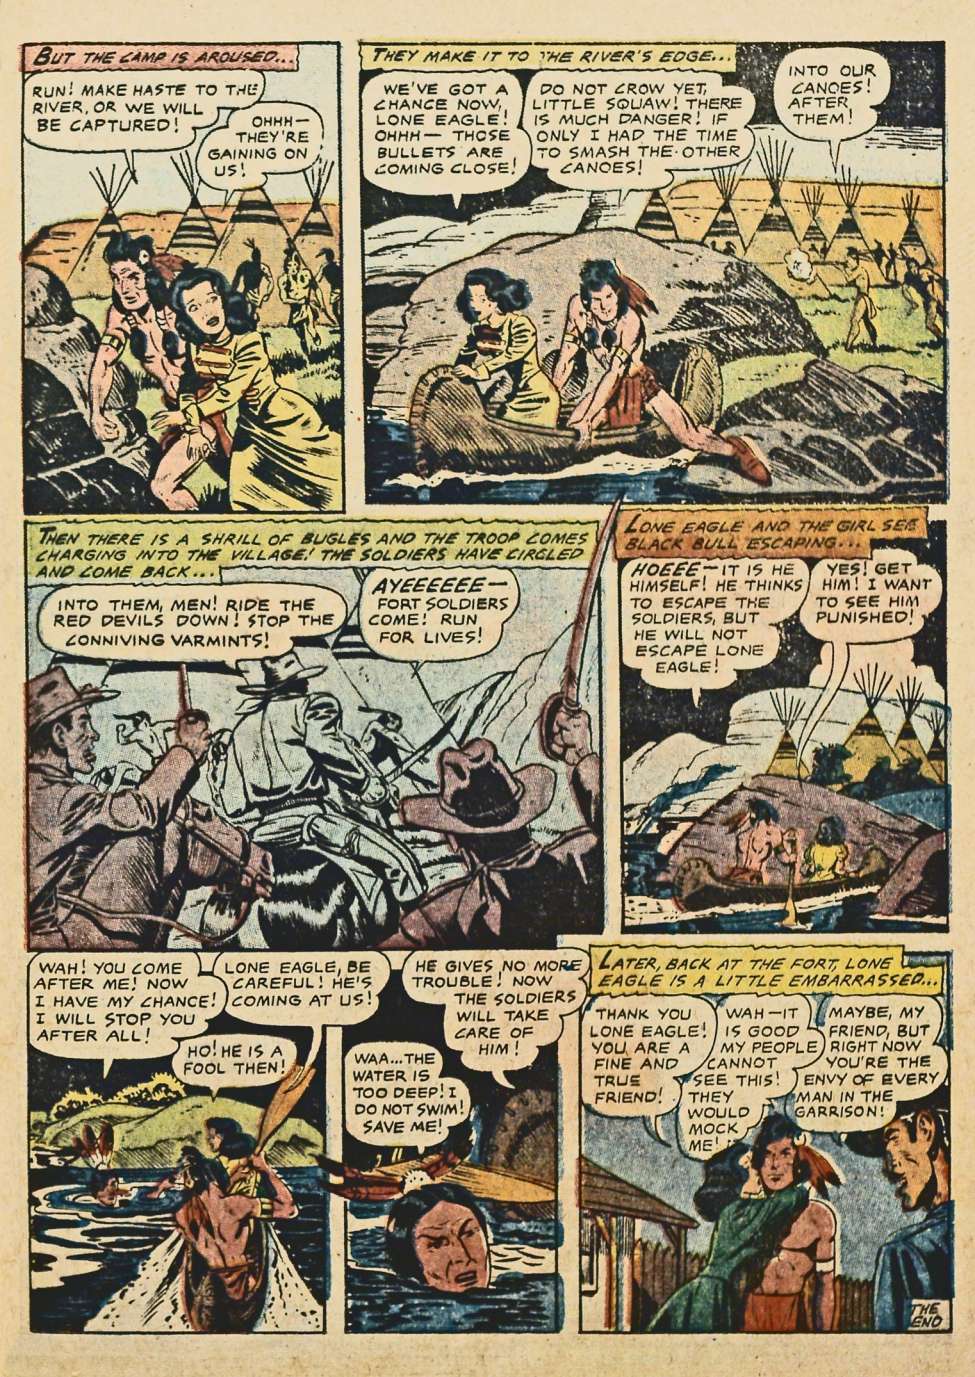 BUT THE CAMP IS AROUSED...
RUN! MAKE HASTE TO THE
RIVER, OR WE WILL
BE CAPTURED!
OHHH—
THEY'RE
GAINING ON
US!
THEY MAKE IT TO THE RIVER'S EDGE...
WE'VE GOT A
CHANCE NOW,
LONE EAGLE!
OHHH— THOSE
BULLETS ARE
COMING CLOSE!
DO NOT CROW YET,
LITTLE SQUAW! THERE
IS MUCH DANGER! IF
ONLY I HAD THE TIME
TO SMASH THE OTHER
CANOES!
INTO OUR
CANOES!
AFTER
THEM!
THEN THERE IS A SHRILL OF BUGLES AND THE TROOP COMES
CHARGING INTO THE VILLAGE! THE SOLDIERS HAVE CIRCLED
AND COME BACK...
INTO THEM, MEN! RIDE THE
RED DEVILS DOWN! STOP THE
CONNIVING VARMINTS!
AYEEEEEE—
FORT SOLDIERS
COME! RUN
FOR LIVES!
LONE EAGLE AND THE GIRL SEE
BLACK BULL ESCAPING...
HOEEE— IT IS HE
HIMSELF! HE THINKS
TO ESCAPE THE
SOLDIERS, BUT
HE WILL NOT
ESCAPE LONE
EAGLE!
YES! GET
HIM! I WANT
TO SEE HIM
PUNISHED!
WAH! YOU COME
AFTER ME! NOW
I HAVE MY CHANCE!
I WILL STOP YOU
AFTER ALL!
LONE EAGLE, BE
CAREFUL! HE'S
COMING AT US!
HO! HE IS A
FOOL THEN!
HE GIVES NO MORE
TROUBLE! NOW
THE SOLDIERS
WILL TAKE
CARE OF
HIM!
WAA...THE
WATER IS
TOO DEEP! I
DO NOT SWIM!
SAVE ME!
LATER, BACK AT THE FORT, LONE
EAGLE IS A LITTLE EMBARRASSED...
THANK YOU
LONE EAGLE!
YOU ARE A
FINE AND
TRUE
FRIEND!
WAH—IT
IS GOOD
MY PEOPLE
CANNOT
SEE THIS!
THEY
WOULD
MOCK
ME!
MAYBE, MY
FRIEND, BUT
RIGHT NOW
YOU'RE THE
ENVY OF EVERY
MAN IN THE
GARRISON!
THE
END